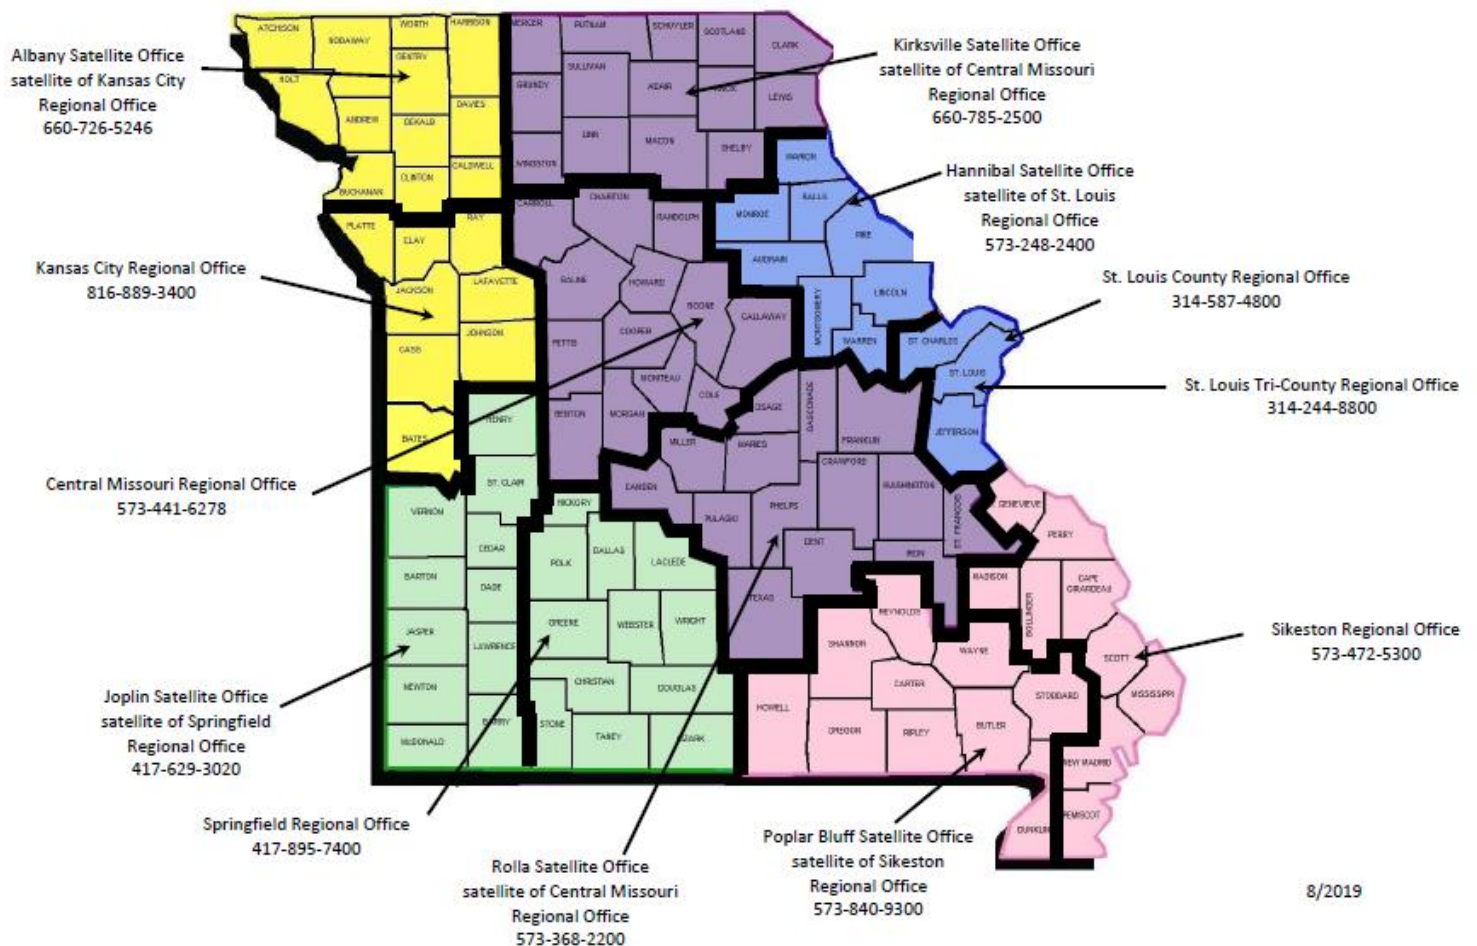 Albany Satellite Office
satellite of Kansas City
Regional Office
660-726-5246
Kansas City Regional Office
816-889-3400
Central Missouri Regional Office
573-441-6278
Joplin Satellite Office
satellite of Springfield
Regional Office
417-629-3020
Springfield Regional Office
417-895-7400
Rolla Satellite Office
satellite of Central Missouri
Regional Office
573-368-2200
Poplar Bluff Satellite Office
satellite of Sikeston
Regional Office
573-840-9300
Kirksville Satellite Office
satellite of Central Missouri
Regional Office
660-785-2500
Hannibal Satellite Office
satellite of St. Louis
Regional Office
573-248-2400
St. Louis County Regional Office
314-587-4800
St. Louis Tri-County Regional Office
314-244-8800
Sikeston Regional Office
573-472-5300
8/2019
ATCHISON
NODAWAY
WORTH
HARRISON
MERCER
PUTNAM
SCHUYLER
SCOTLAND
CLARK
HOLT
GENTRY
SULLIVAN
GRUNDY
ADAIR
LEWIS
ANDREW
DEKALB
DAVIES
LINN
MACON
SHELBY
MARION
BUCHANAN
CLINTON
CALDWELL
LIVINGSTON
CARROLL
CHARITON
RANDOLPH
MONROE
RALLS
PIKE
PLATTE
CLAY
RAY
AUDRAIN
JACKSON
LAFAYETTE
SALINE
HOWARD
BOONE
CALLAWAY
MONTGOMERY
LINCOLN
WARREN
ST. CHARLES
ST. LOUIS
JEFFERSON
CASS
JOHNSON
PETTIS
COOPER
MONITEAU
COLE
OSAGE
GASCONADE
FRANKLIN
BATES
HENRY
BENTON
MORGAN
MILLER
MARIES
CRAWFORD
WASHINGTON
ST. FRANCOIS
GENEVIEVE
PERRY
VERNON
ST. CLAIR
HICKORY
CAMDEN
PULASKI
PHELPS
DENT
IRON
MADISON
BOLLINGER
CAPE
GIRARDEAU
BARTON
CEDAR
POLK
DALLAS
LACLEDE
TEXAS
REYNOLDS
DADE
JASPER
LAWRENCE
GREENE
WEBSTER
WRIGHT
SHANNON
WAYNE
SCOTT
NEWTON
CHRISTIAN
DOUGLAS
HOWELL
CARTER
STODDARD
MISSISSIPPI
McDONALD
BARRY
STONE
TANEY
OZARK
OREGON
RIPLEY
BUTLER
NEW MADRID
DUNKLIN
PEMISCOT